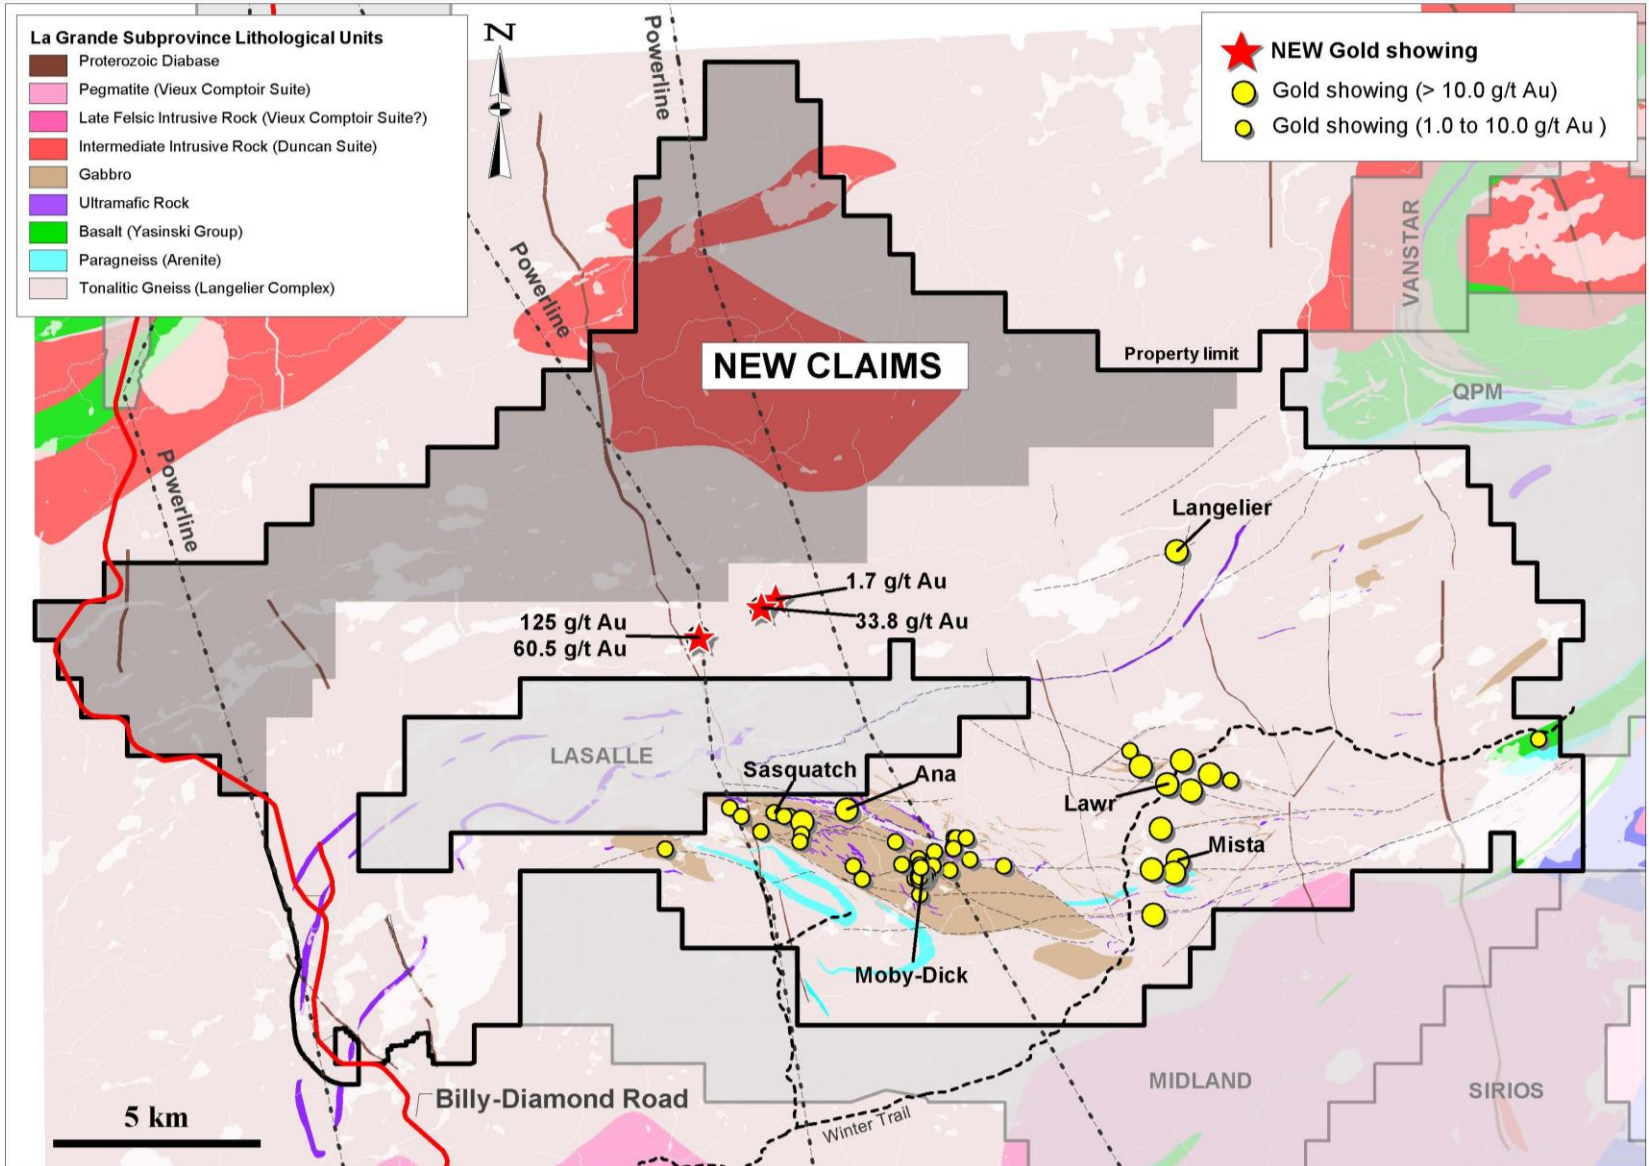 La Grande Subprovince Lithological Units
Proterozoic Diabase
Pegmatite (Vieux Comptoir Suite)
Late Felsic Intrusive Rock (Vieux Comptoir Suite?)
Intermediate Intrusive Rock (Duncan Suite)
Gabbro
Ultramafic Rock
Basalt (Yasinski Group)
Paragneiss (Arenite)
Tonalitic Gneiss (Langelier Complex)
N
Powerline
NEW Gold showing
Gold showing (> 10.0 g/t Au)
Gold showing (1.0 to 10.0 g/t Au )
Powerline
VANSTAR
NEW CLAIMS
Property limit
QPM
Powerline
Langelier
1.7 g/t Au
125 g/t Au
33.8 g/t Au
60.5 g/t Au
LASALLE
Sasquatch
Ana
Lawr
Mista
Moby-Dick
MIDLAND
SIRIOS
Billy-Diamond Road
5 km
Winter Trail